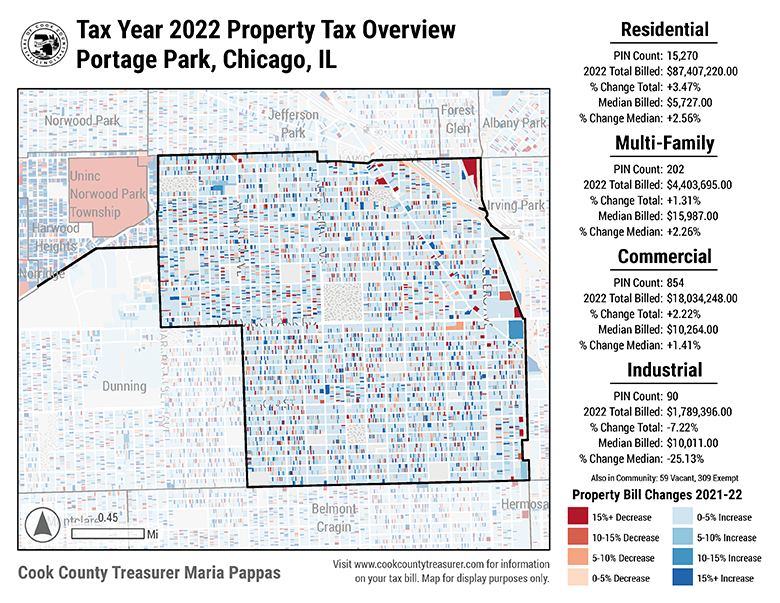 Tax Year 2022 Property Tax Overview
Portage Park, Chicago, IL
Norwood Park
Jefferson
Park
Forest
Glen
Albany Park
Uninc
Norwood Park
Township
Irving Park
Harwood
Heights
Norridge
Dunning
Belmont
Cragin
Hermosa
0.45
Mi
Residential
PIN Count: 15,270
2022 Total Billed: $87,407,220.00
% Change Total: +3.47%
Median Billed: $5,727.00
% Change Median: +2.56%
Multi-Family
PIN Count: 202
2022 Total Billed: $4,403,695.00
% Change Total: +1.31%
Median Billed: $15,987.00
% Change Median: +2.26%
Commercial
PIN Count: 854
2022 Total Billed: $18,034,248.00
% Change Total: +2.22%
Median Billed: $10,264.00
% Change Median: +1.41%
Industrial
PIN Count: 90
2022 Total Billed: $1,789,396.00
% Change Total: -7.22%
Median Billed: $10,011.00
% Change Median: -25.13%
Also in Community: 59 Vacant, 309 Exempt
Property Bill Changes 2021-22
15%+ Decrease
0-5% Increase
10-15% Decrease
5-10% Increase
5-10% Decrease
10-15% Increase
0-5% Decrease
15%+ Increase
Cook County Treasurer Maria Pappas
Visit www.cookcountytreasurer.com for information
on your tax bill. Map for display purposes only.